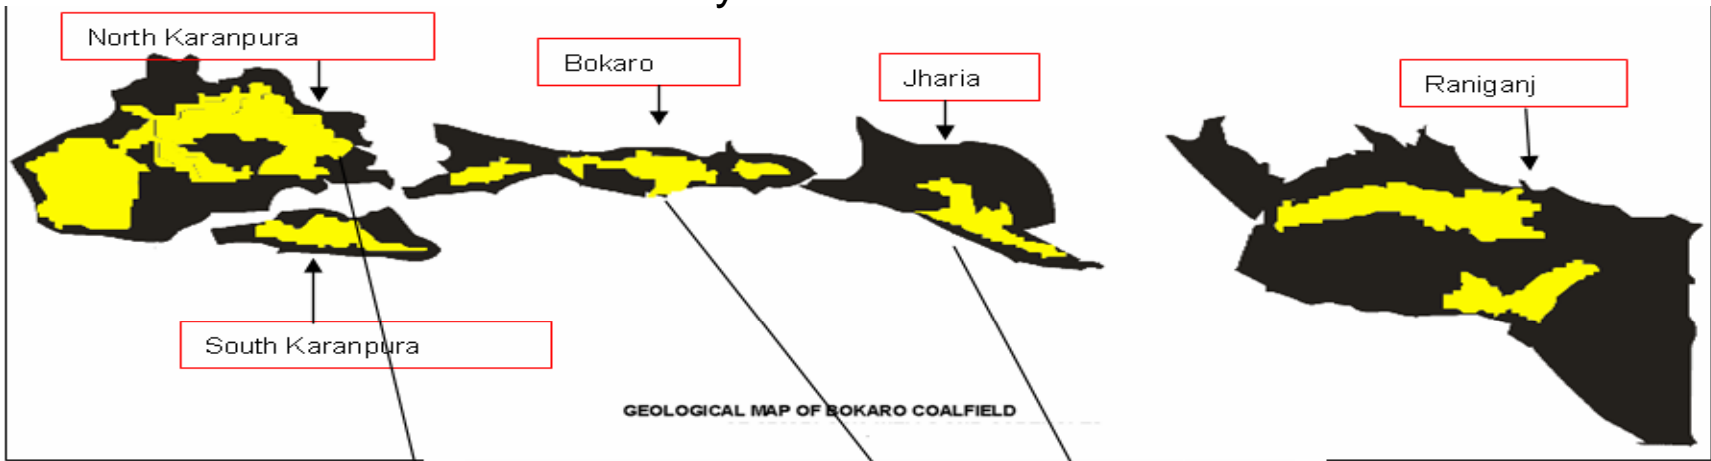 North Karanpura
Bokaro
Jharia
Raniganj
South Karanpura
GEOLOGICAL MAP OF BOKARO COALFIELD